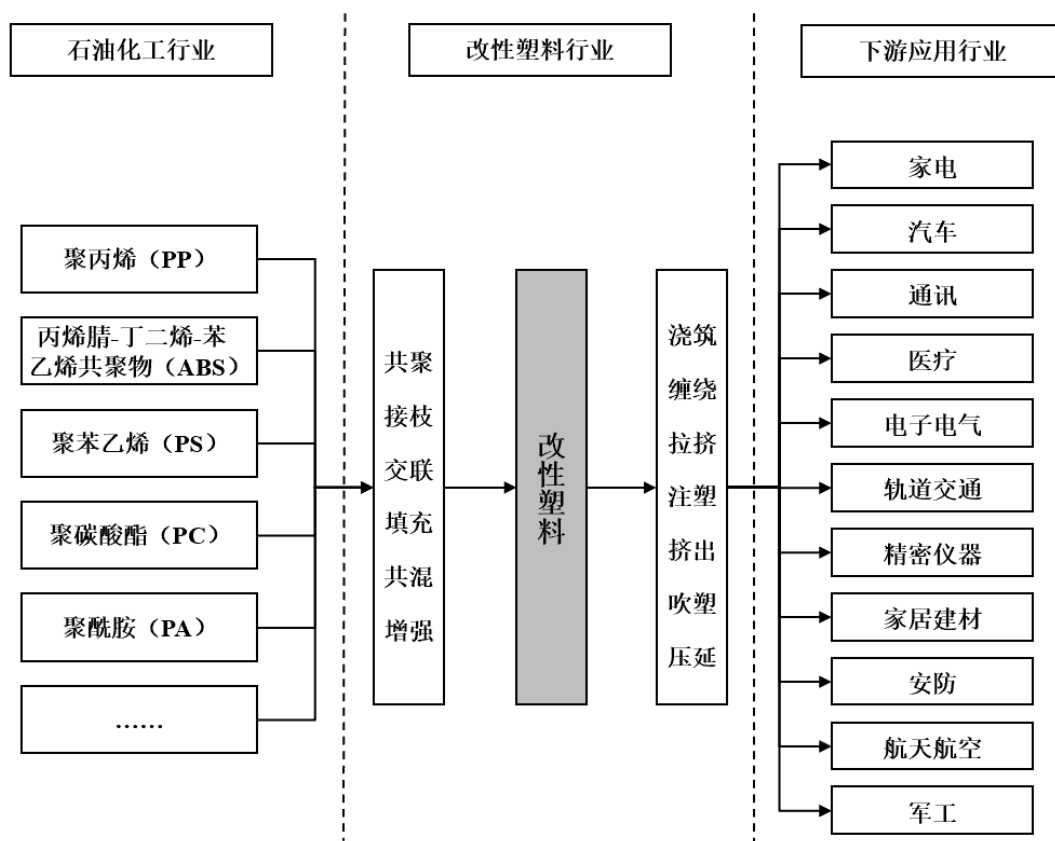 石油化工行业
改性塑料行业
下游应用行业
聚丙烯（PP）
丙烯腈-丁二烯-苯
乙烯共聚物（ABS）
聚苯乙烯（PS）
聚碳酸酯（PC）
聚酰胺（PA）
……
共聚
接枝
交联
填充
共混
增强
改性塑料
浇筑
缠绕
拉挤
注塑
挤出
吹塑
压延
家电
汽车
通讯
医疗
电子电气
轨道交通
精密仪器
家居建材
安防
航天航空
军工